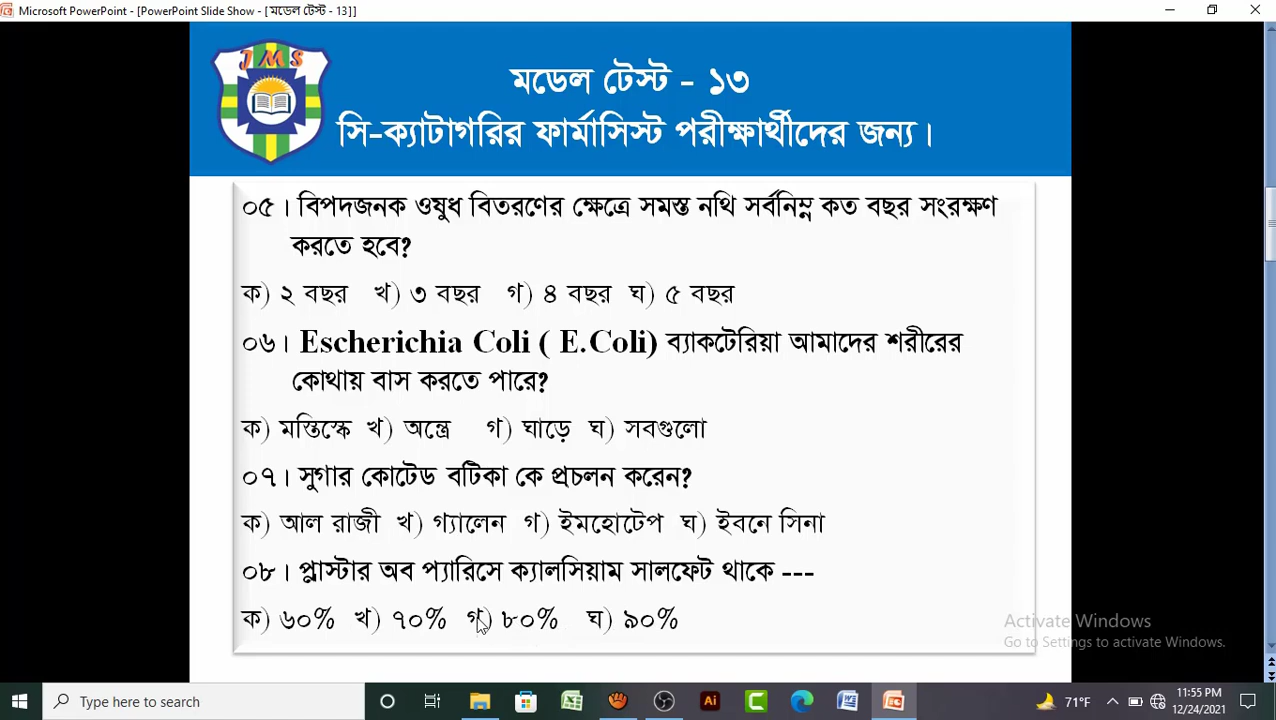 Microsoft PowerPoint - [PowerPoint Slide Show - [মডেল টেস্ট - 13]]
JMS
মডেল টেস্ট - ১৩
সি-ক্যাটাগরির ফার্মাসিস্ট পরীক্ষার্থীদের জন্য।
০৫। বিপদজনক ওষুধ বিতরণের ক্ষেত্রে সমস্ত নথি সর্বনিম্ন কত বছর সংরক্ষণ
করতে হবে?
ক) ২ বছর খ) ৩ বছর গ) ৪ বছর ঘ) ৫ বছর
০৬। Escherichia Coli ( E.Coli) ব্যাকটেরিয়া আমাদের শরীরের
কোথায় বাস করতে পারে?
ক) মস্তিস্কে খ) অন্ত্রে গ) ঘাড়ে ঘ) সবগুলো
০৭। সুগার কোটেড বটিকা কে প্রচলন করেন?
ক) আল রাজী খ) গ্যালেন গ) ইমহোটেপ ঘ) ইবনে সিনা
০৮। প্লাস্টার অব প্যারিসে ক্যালসিয়াম সালফেট থাকে ---
ক) ৬০% খ) ৭০% গ) ৮০% ঘ) ৯০%
Activate Windows
Go to Settings to activate Windows.
Type here to search
Ai
71°F
11:55 PM
12/24/2021